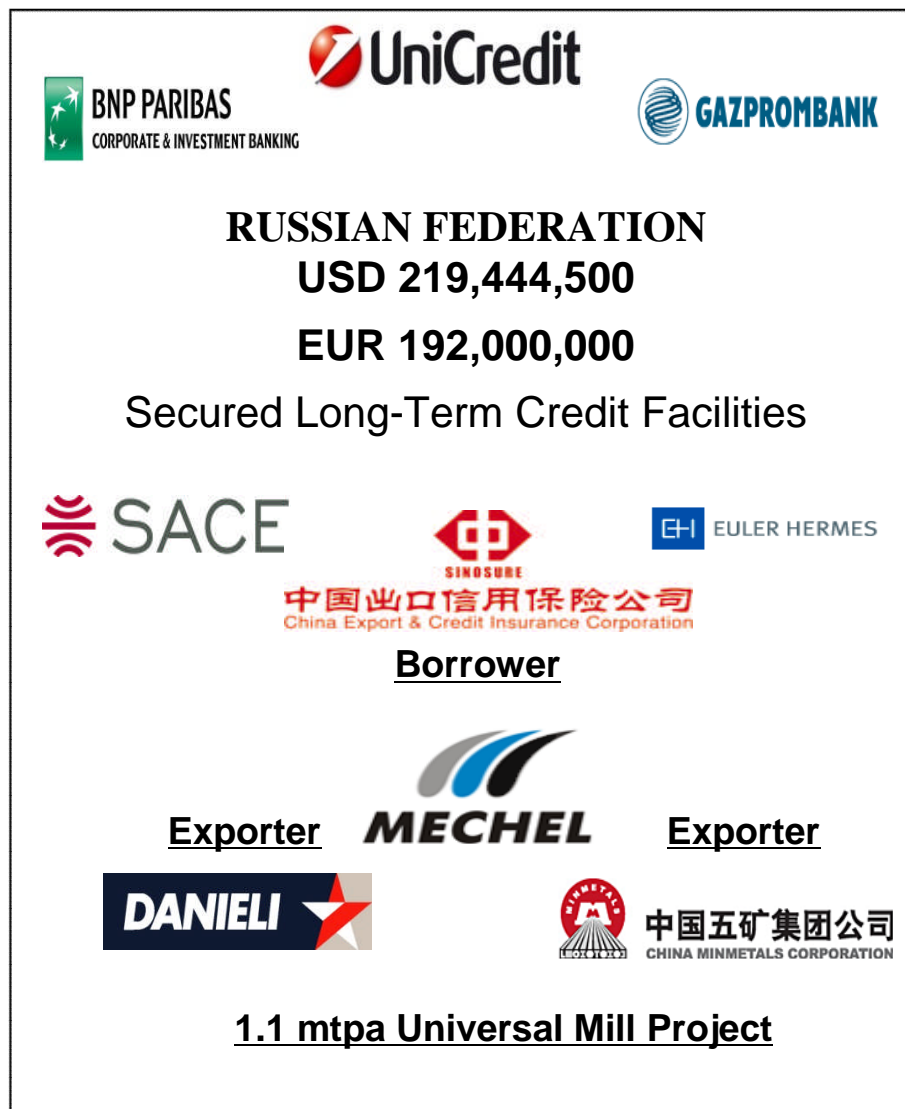 UniCredit
BNP PARIBAS
CORPORATE & INVESTMENT BANKING
GAZPROMBANK
RUSSIAN FEDERATION
USD 219,444,500
EUR 192,000,000
Secured Long-Term Credit Facilities
SACE
SINOSURE
中国出口信用保险公司
China Export & Credit Insurance Corporation
EH EULER HERMES
Borrower
MECHEL
Exporter
Exporter
DANIELI
MINMETALS
中国五矿集团公司
CHINA MINMETALS CORPORATION
1.1 mtpa Universal Mill Project